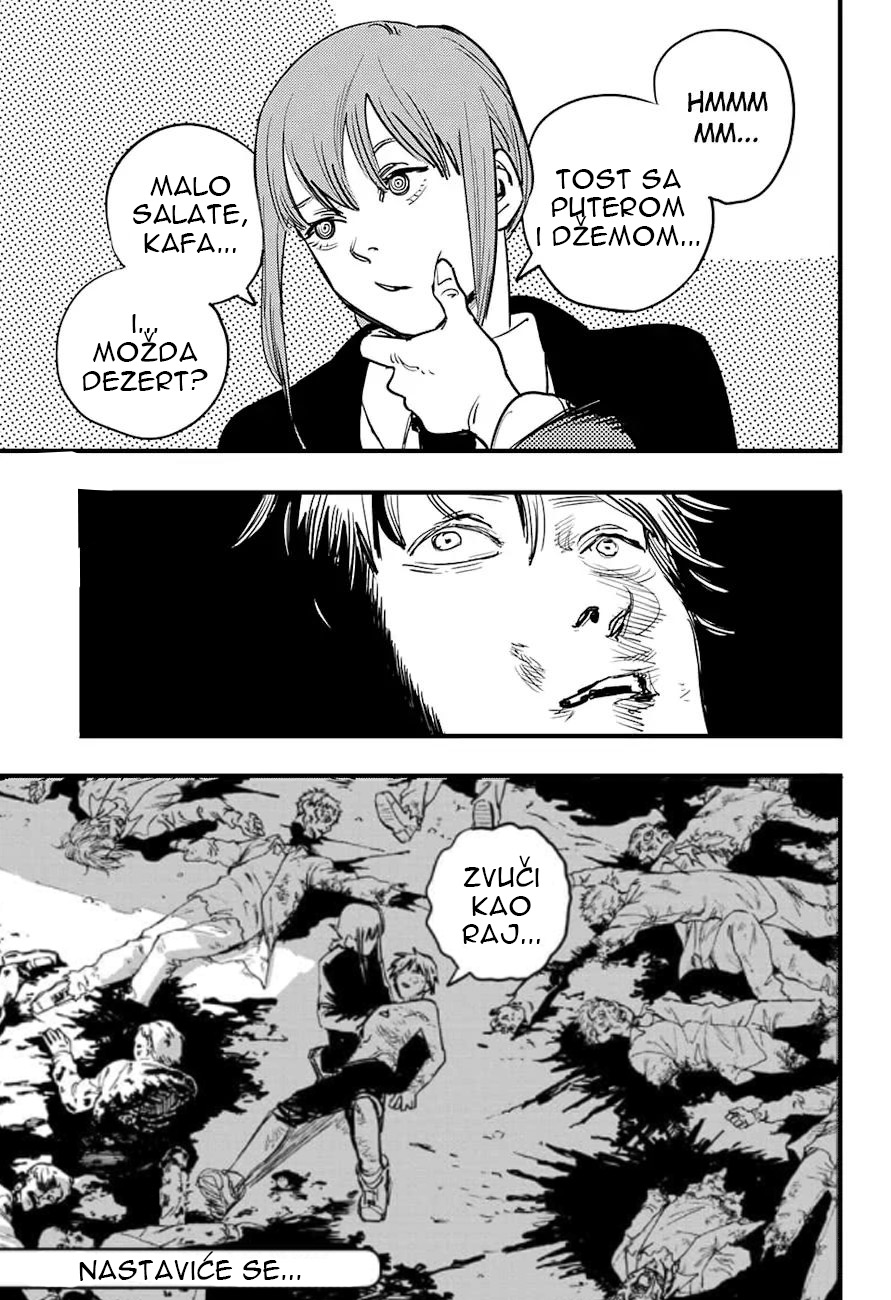 HMMM
MM...
TOST SA
PUTEROM
I DŽEMOM...
MALO
SALATE,
KAFA...
I...
MOŽDA
DEZERT?
ZVUČI
KAO
RAJ...
NASTAVIĆE SE...